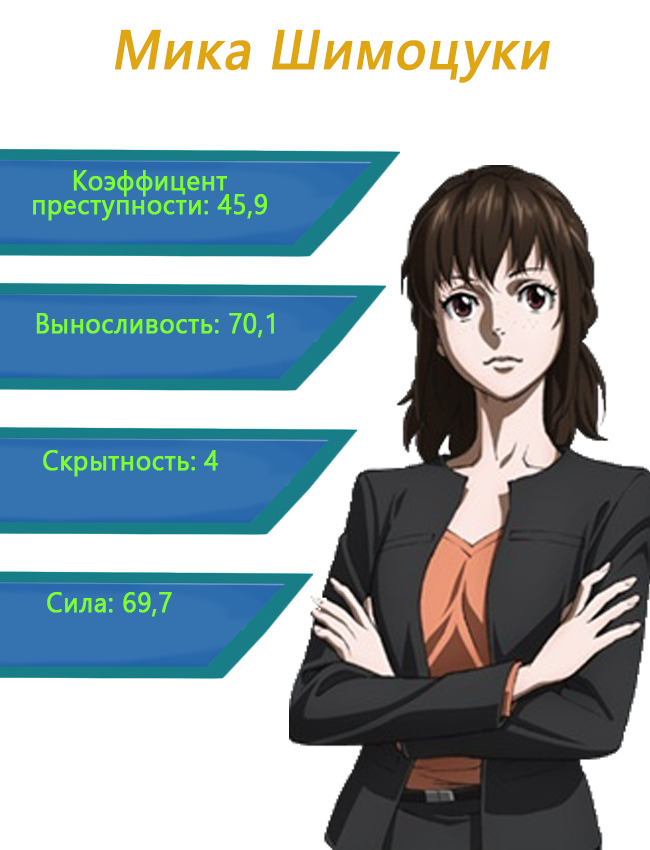 Мика Шимоцуки
Коэффицент
преступности: 45,9
Выносливость: 70,1
Скрытность: 4
Сила: 69,7